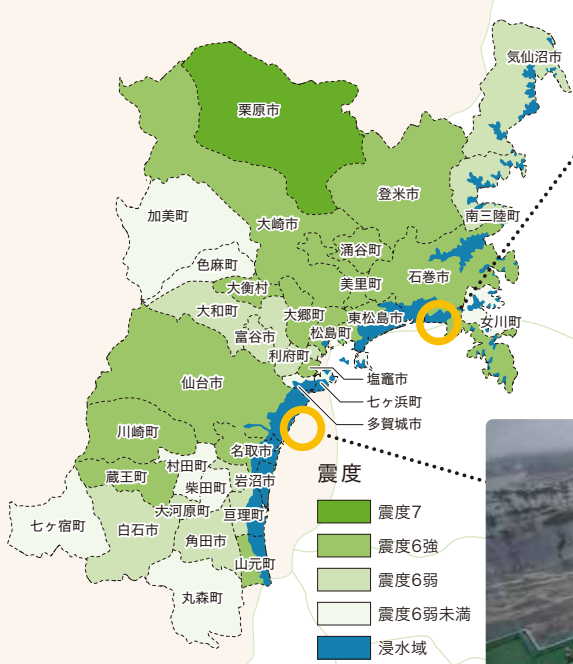 気仙沼市
栗原市
登米市
加美町
南三陸町
大崎市
涌谷町
色麻町
石巻市
美里町
大衡村
大和町
大郷町
東松島市
女川町
富谷市
松島町
利府町
仙台市
塩竈市
七ヶ浜町
多賀城市
川崎町
名取市
村田町
蔵王町
岩沼市
柴田町
大河原町
亘理町
七ヶ宿町
白石市
角田市
山元町
丸森町
震度
震度7
震度6強
震度6弱
震度6弱未満
浸水域